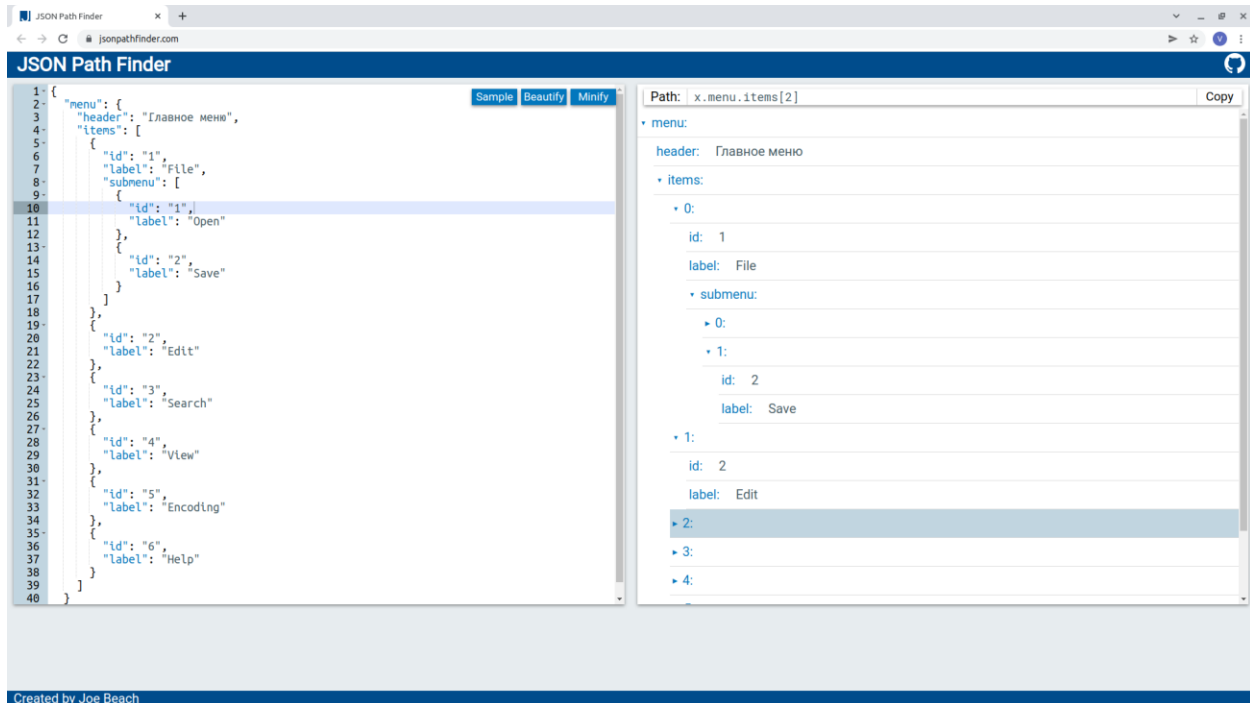 JSON Path Finder
jsonpathfinder.com
V
JSON Path Finder
Sample Beautify Minify
1 {
2 "menu": {
3 "header": "Главное меню",
4 "items": [
5 {
6 "id": "1",
7 "label": "File",
8 "submenu": [
9 {
10 "id": "1",
11 "label": "Open"
12 },
13 {
14 "id": "2",
15 "label": "Save"
16 }
17 ]
18 },
19 {
20 "id": "2",
21 "label": "Edit"
22 },
23 {
24 "id": "3",
25 "label": "Search"
26 },
27 {
28 "id": "4",
29 "label": "View"
30 },
31 {
32 "id": "5",
33 "label": "Encoding"
34 },
35 {
36 "id": "6",
37 "label": "Help"
38 }
39 ]
40 }
Path: x.menu.items[2] Copy
menu:
header: Главное меню
items:
0:
id: 1
label: File
submenu:
0:
1:
id: 2
label: Save
1:
id: 2
label: Edit
2:
3:
4:
Created by Joe Beach